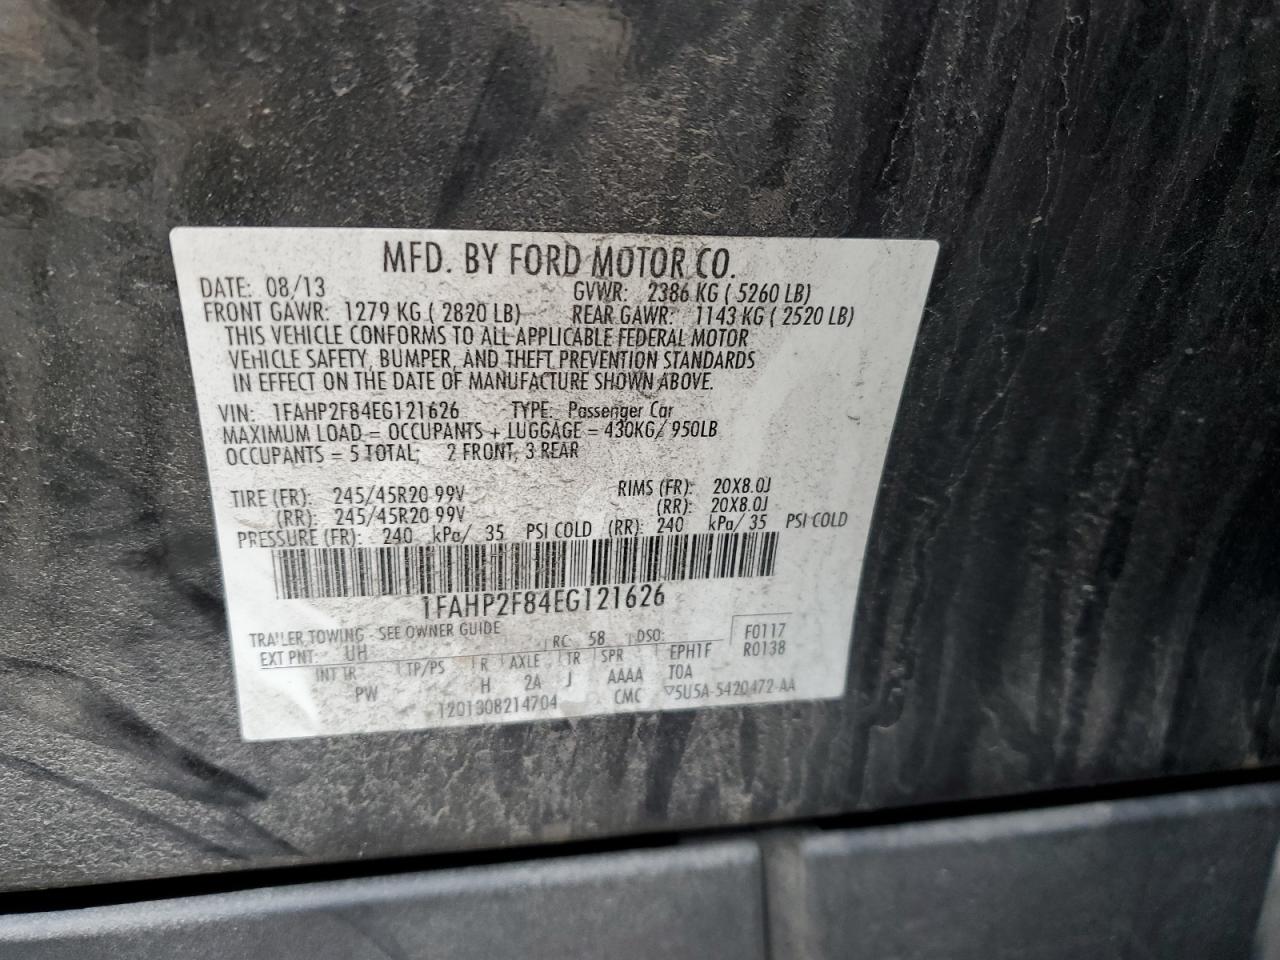 MFD. BY FORD MOTOR CO.
DATE: 08/13 GVWR: 2386 KG ( 5260 LB)
FRONT GAWR: 1279 KG ( 2820 LB) REAR GAWR: 1143 KG ( 2520 LB)
THIS VEHICLE CONFORMS TO ALL APPLICABLE FEDERAL MOTOR
VEHICLE SAFETY, BUMPER, AND THEFT PREVENTION STANDARDS
IN EFFECT ON THE DATE OF MANUFACTURE SHOWN ABOVE.
VIN: 1FAHP2F84EG121626 TYPE: Passenger Car
MAXIMUM LOAD = OCCUPANTS + LUGGAGE = 430KG/ 950LB
OCCUPANTS = 5 TOTAL; 2 FRONT, 3 REAR
TIRE (FR): 245/45R20 99V RIMS (FR): 20X8.0J
(RR): 245/45R20 99V (RR): 20X8.0J
PRESSURE (FR): 240 kPa/ 35 PSI COLD (RR): 240 kPa/ 35 PSI COLD
1FAHP2F84EG121626
TRAILER TOWING - SEE OWNER GUIDE
EXT PNT: UH RC: 58 DSO: F0117
INT TR TP/PS R AXLE TR SPR EPH1F R0138
PW H 2A J AAAA T0A
1201308214704 CMC ▽5U5A-5420472-AA